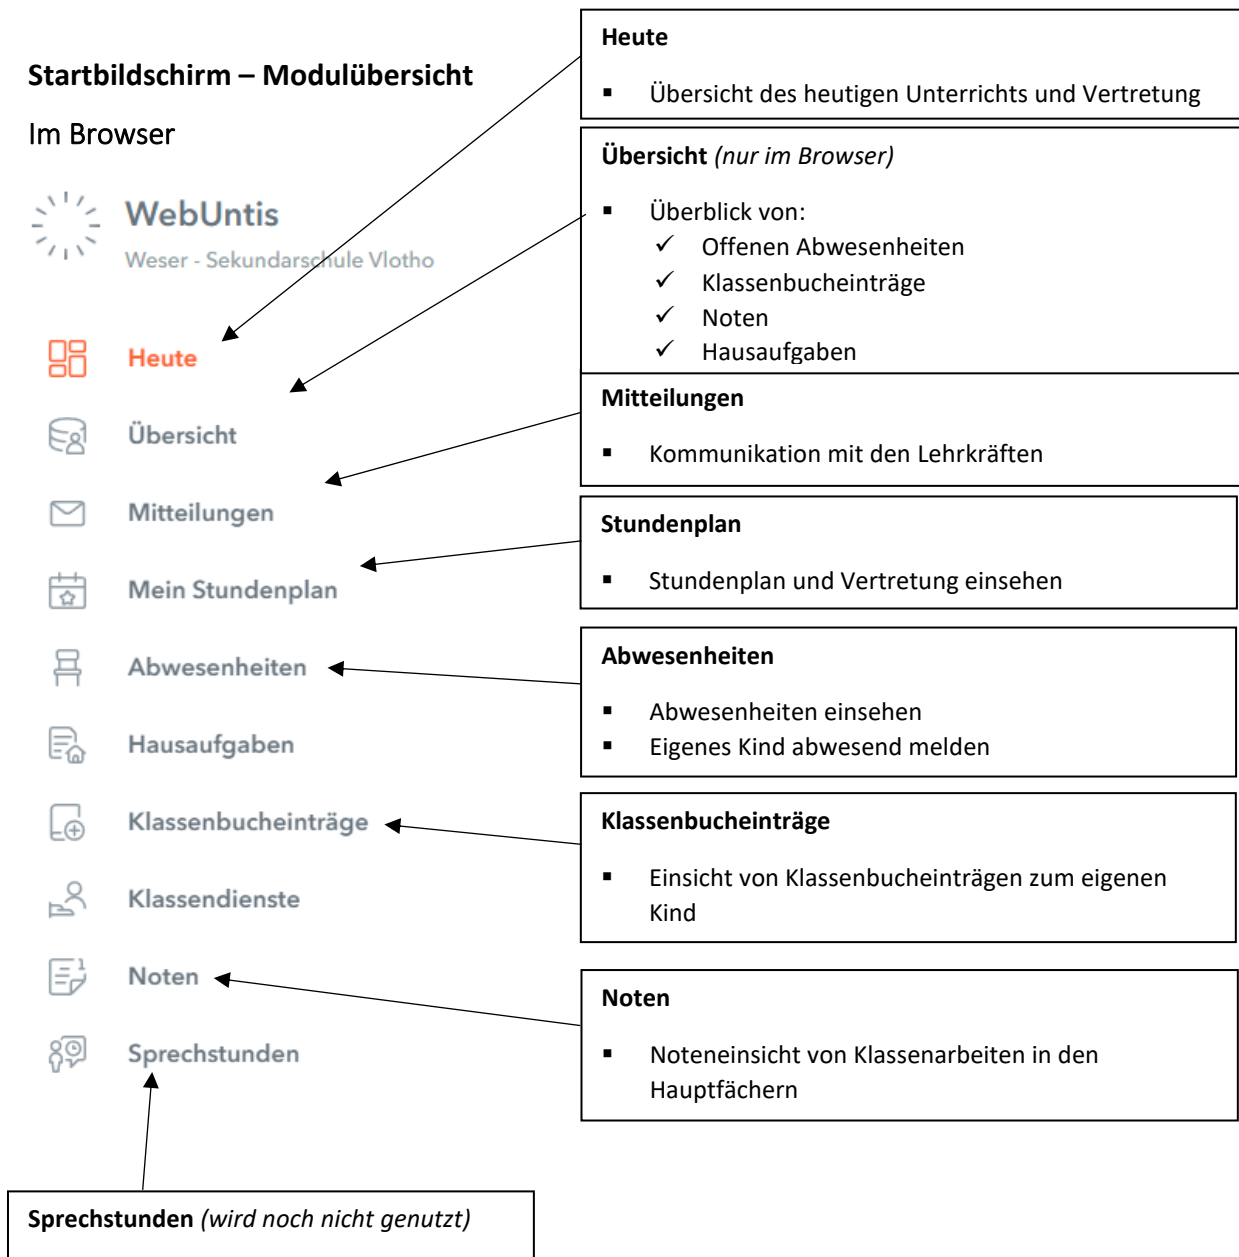 Startbildschirm – Modulübersicht
Im Browser
WebUntis
Weser - Sekundarschule Vlotho
Heute
Übersicht
Mitteilungen
Mein Stundenplan
Abwesenheiten
Hausaufgaben
Klassenbucheinträge
Klassendienste
Noten
Sprechstunden
Heute
▪ Übersicht des heutigen Unterrichts und Vertretung
Übersicht (nur im Browser)
▪ Überblick von:
✓ Offenen Abwesenheiten
✓ Klassenbucheinträge
✓ Noten
✓ Hausaufgaben
Mitteilungen
▪ Kommunikation mit den Lehrkräften
Stundenplan
▪ Stundenplan und Vertretung einsehen
Abwesenheiten
▪ Abwesenheiten einsehen
▪ Eigenes Kind abwesend melden
Klassenbucheinträge
▪ Einsicht von Klassenbucheinträgen zum eigenen
Kind
Noten
▪ Noteneinsicht von Klassenarbeiten in den
Hauptfächern
Sprechstunden (wird noch nicht genutzt)